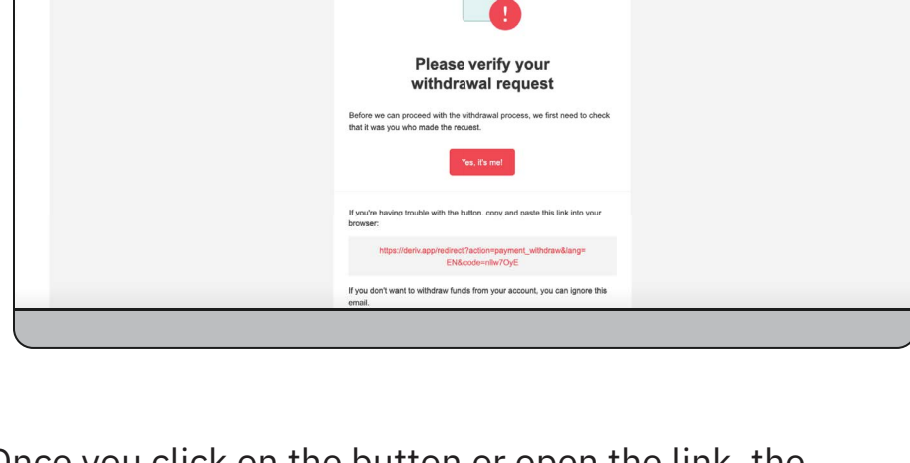 !
Please verify your
withdrawal request
Before we can proceed with the withdrawal process, we first need to check
that it was you who made the request.
Yes, it's me!
If you're having trouble with the button, copy and paste this link into your
browser:
https://deriv.app/redirect?action=payment_withdraw&lang=
EN&code=nllw7OyE
If you don't want to withdraw funds from your account, you can ignore this
email.
Once you click on the button or open the link, the